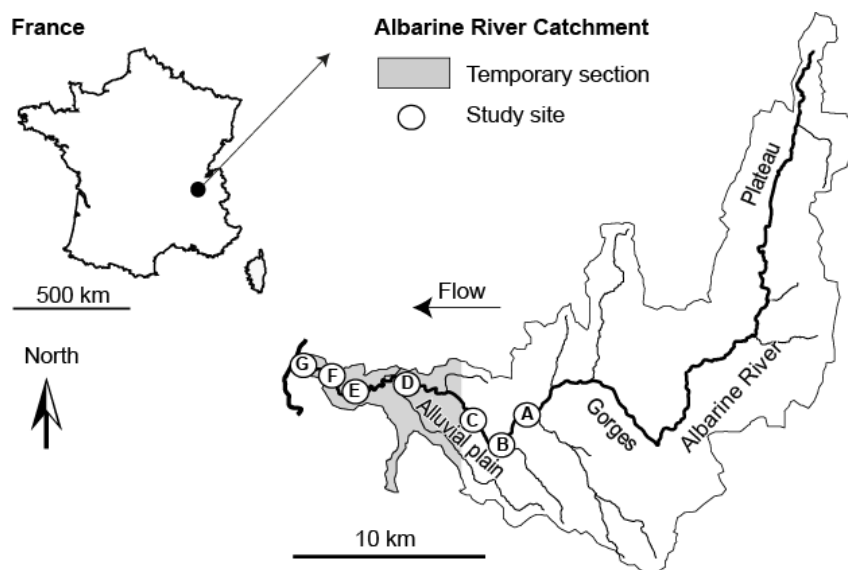 France
500 km
North
Albarine River Catchment
Temporary section
Study site
Flow
Plateau
Gorges
Albarine River
Alluvial plain
G
F
E
D
C
B
A
10 km